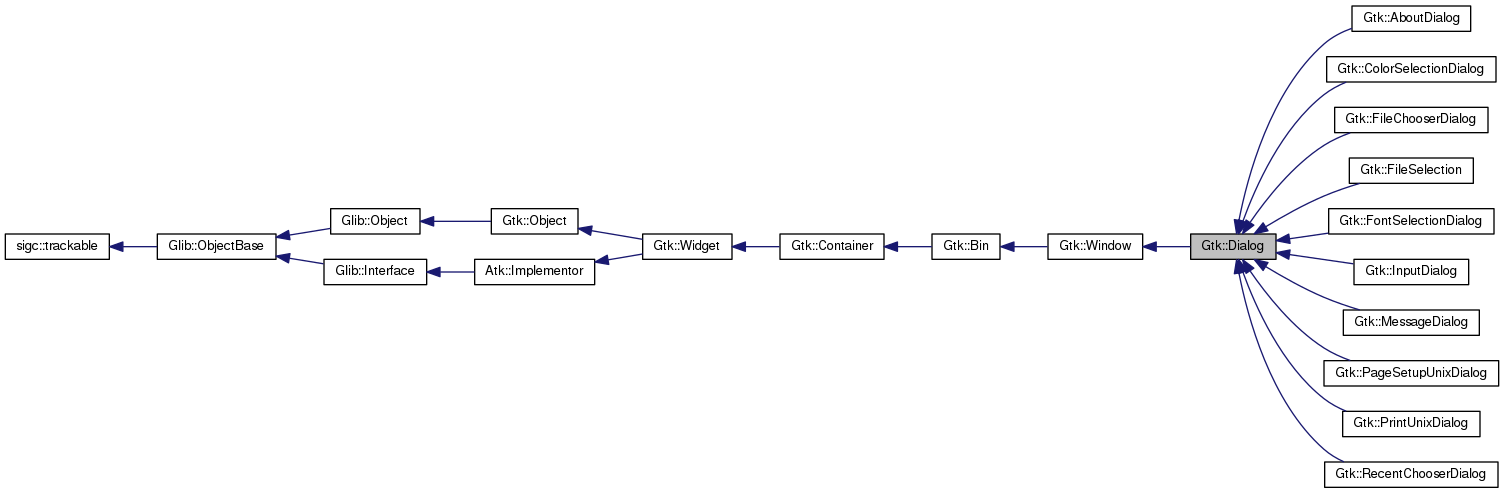 Gtk::AboutDialog
Gtk::ColorSelectionDialog
Gtk::FileChooserDialog
Gtk::FileSelection
Glib::Object
Gtk::Object
Gtk::FontSelectionDialog
sigc::trackable
Glib::ObjectBase
Gtk::Widget
Gtk::Container
Gtk::Bin
Gtk::Window
Gtk::Dialog
Glib::Interface
Atk::Implementor
Gtk::InputDialog
Gtk::MessageDialog
Gtk::PageSetupUnixDialog
Gtk::PrintUnixDialog
Gtk::RecentChooserDialog